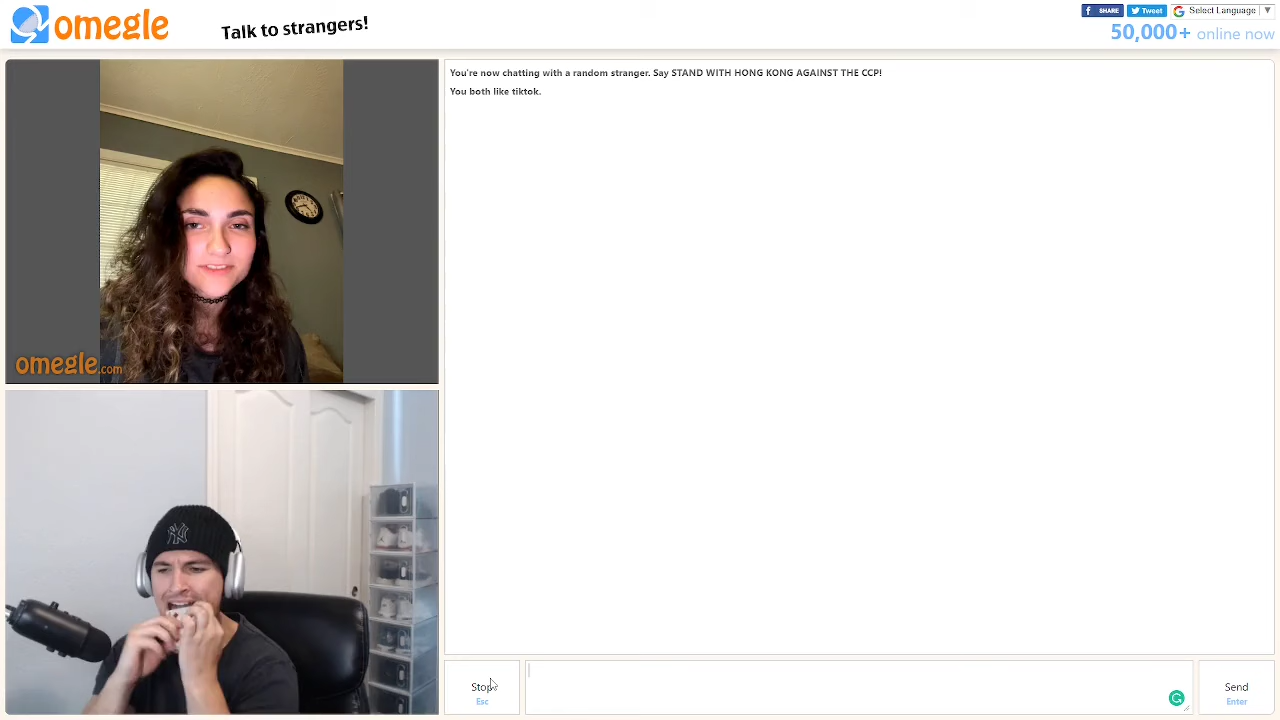 omegle
Talk to strangers!
SHARE
Tweet
Select Language
50,000+ online now
You're now chatting with a random stranger. Say STAND WITH HONG KONG AGAINST THE CCP!
You both like tiktok.
omegle.com
NY
Stop
Esc
Send
Enter